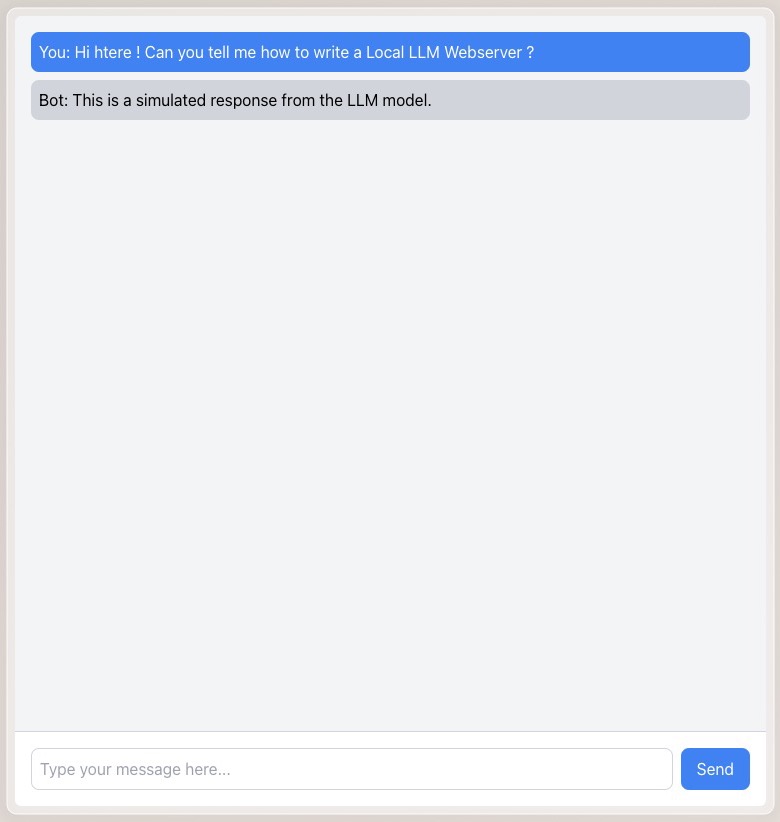 You: Hi htere ! Can you tell me how to write a Local LLM Webserver ?
Bot: This is a simulated response from the LLM model.
Type your message here...
Send